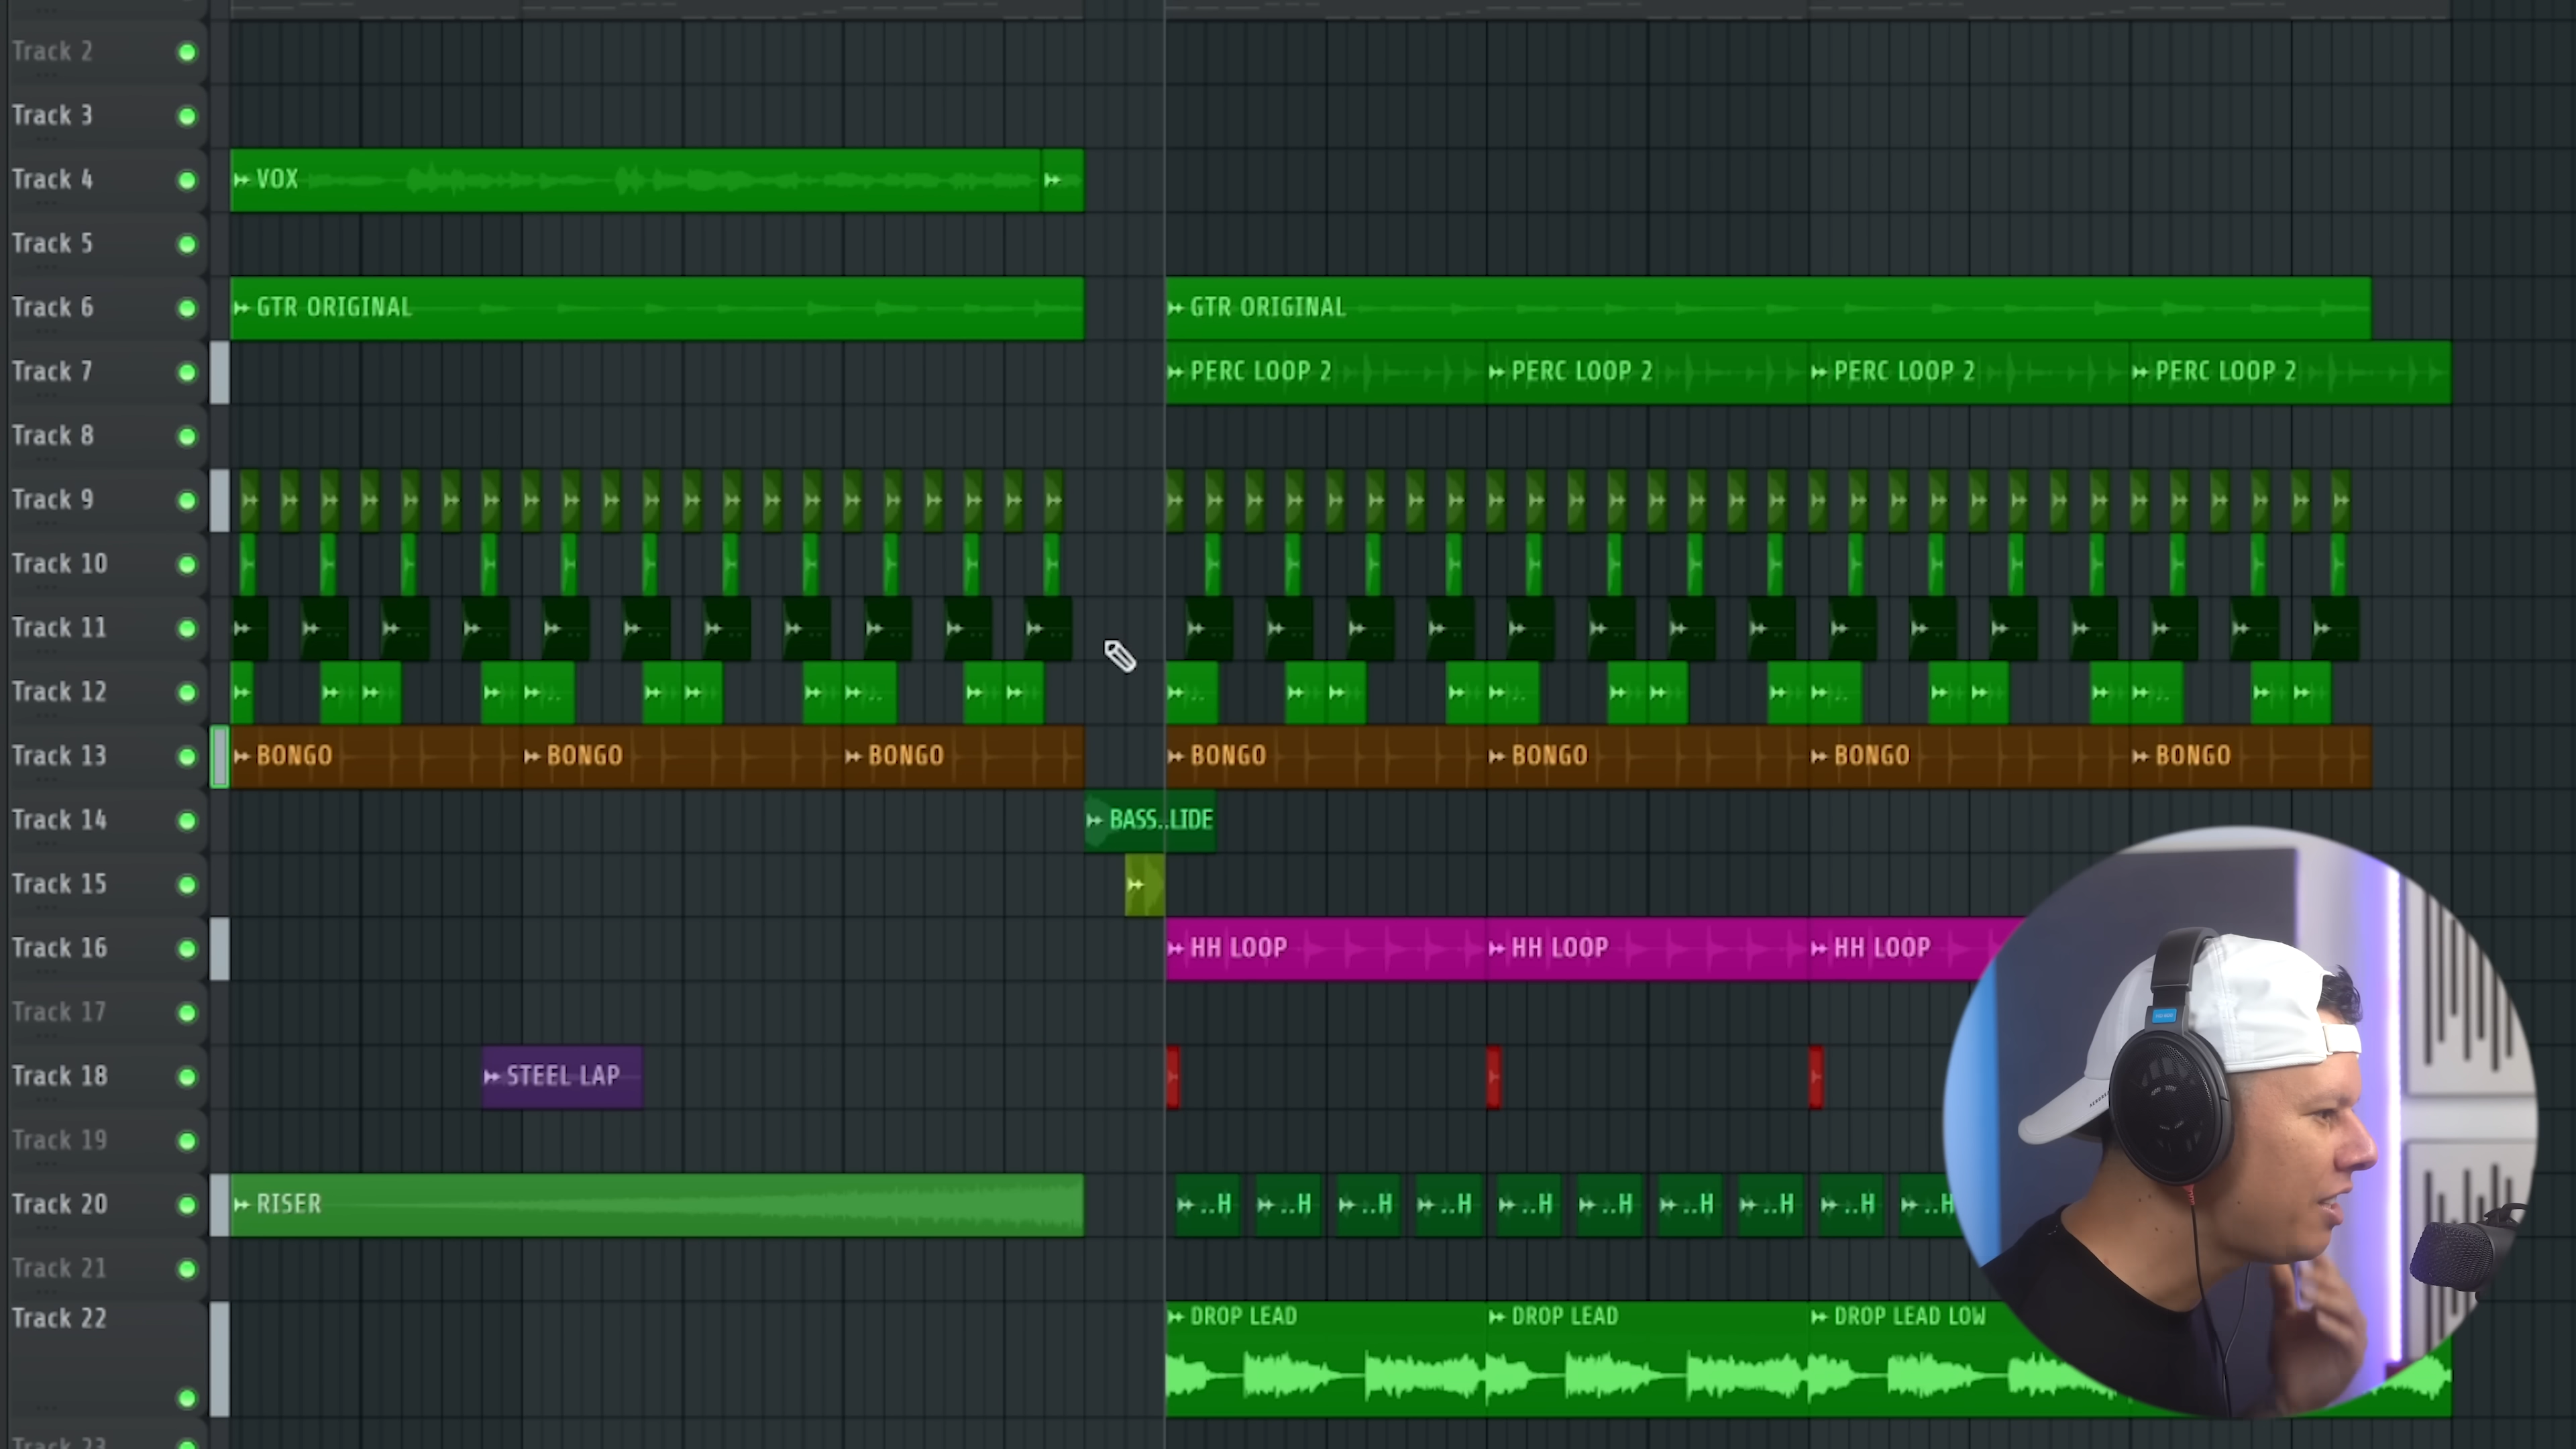 Track 2
Track 3
Track 4 VOX
Track 5
Track 6 GTR ORIGINAL GTR ORIGINAL
Track 7 PERC LOOP 2 PERC LOOP 2 PERC LOOP 2 PERC LOOP 2
Track 8
Track 9
Track 10
Track 11
Track 12
Track 13 BONGO BONGO BONGO BONGO BONGO BONGO BONGO
Track 14 BASS..LIDE
Track 15
Track 16 HH LOOP HH LOOP HH LOOP
Track 17
Track 18 STEEL LAP
Track 19
Track 20 RISER ..H ..H ..H ..H ..H ..H ..H ..H ..H ..H
Track 21
Track 22 DROP LEAD DROP LEAD DROP LEAD LOW
Track 23